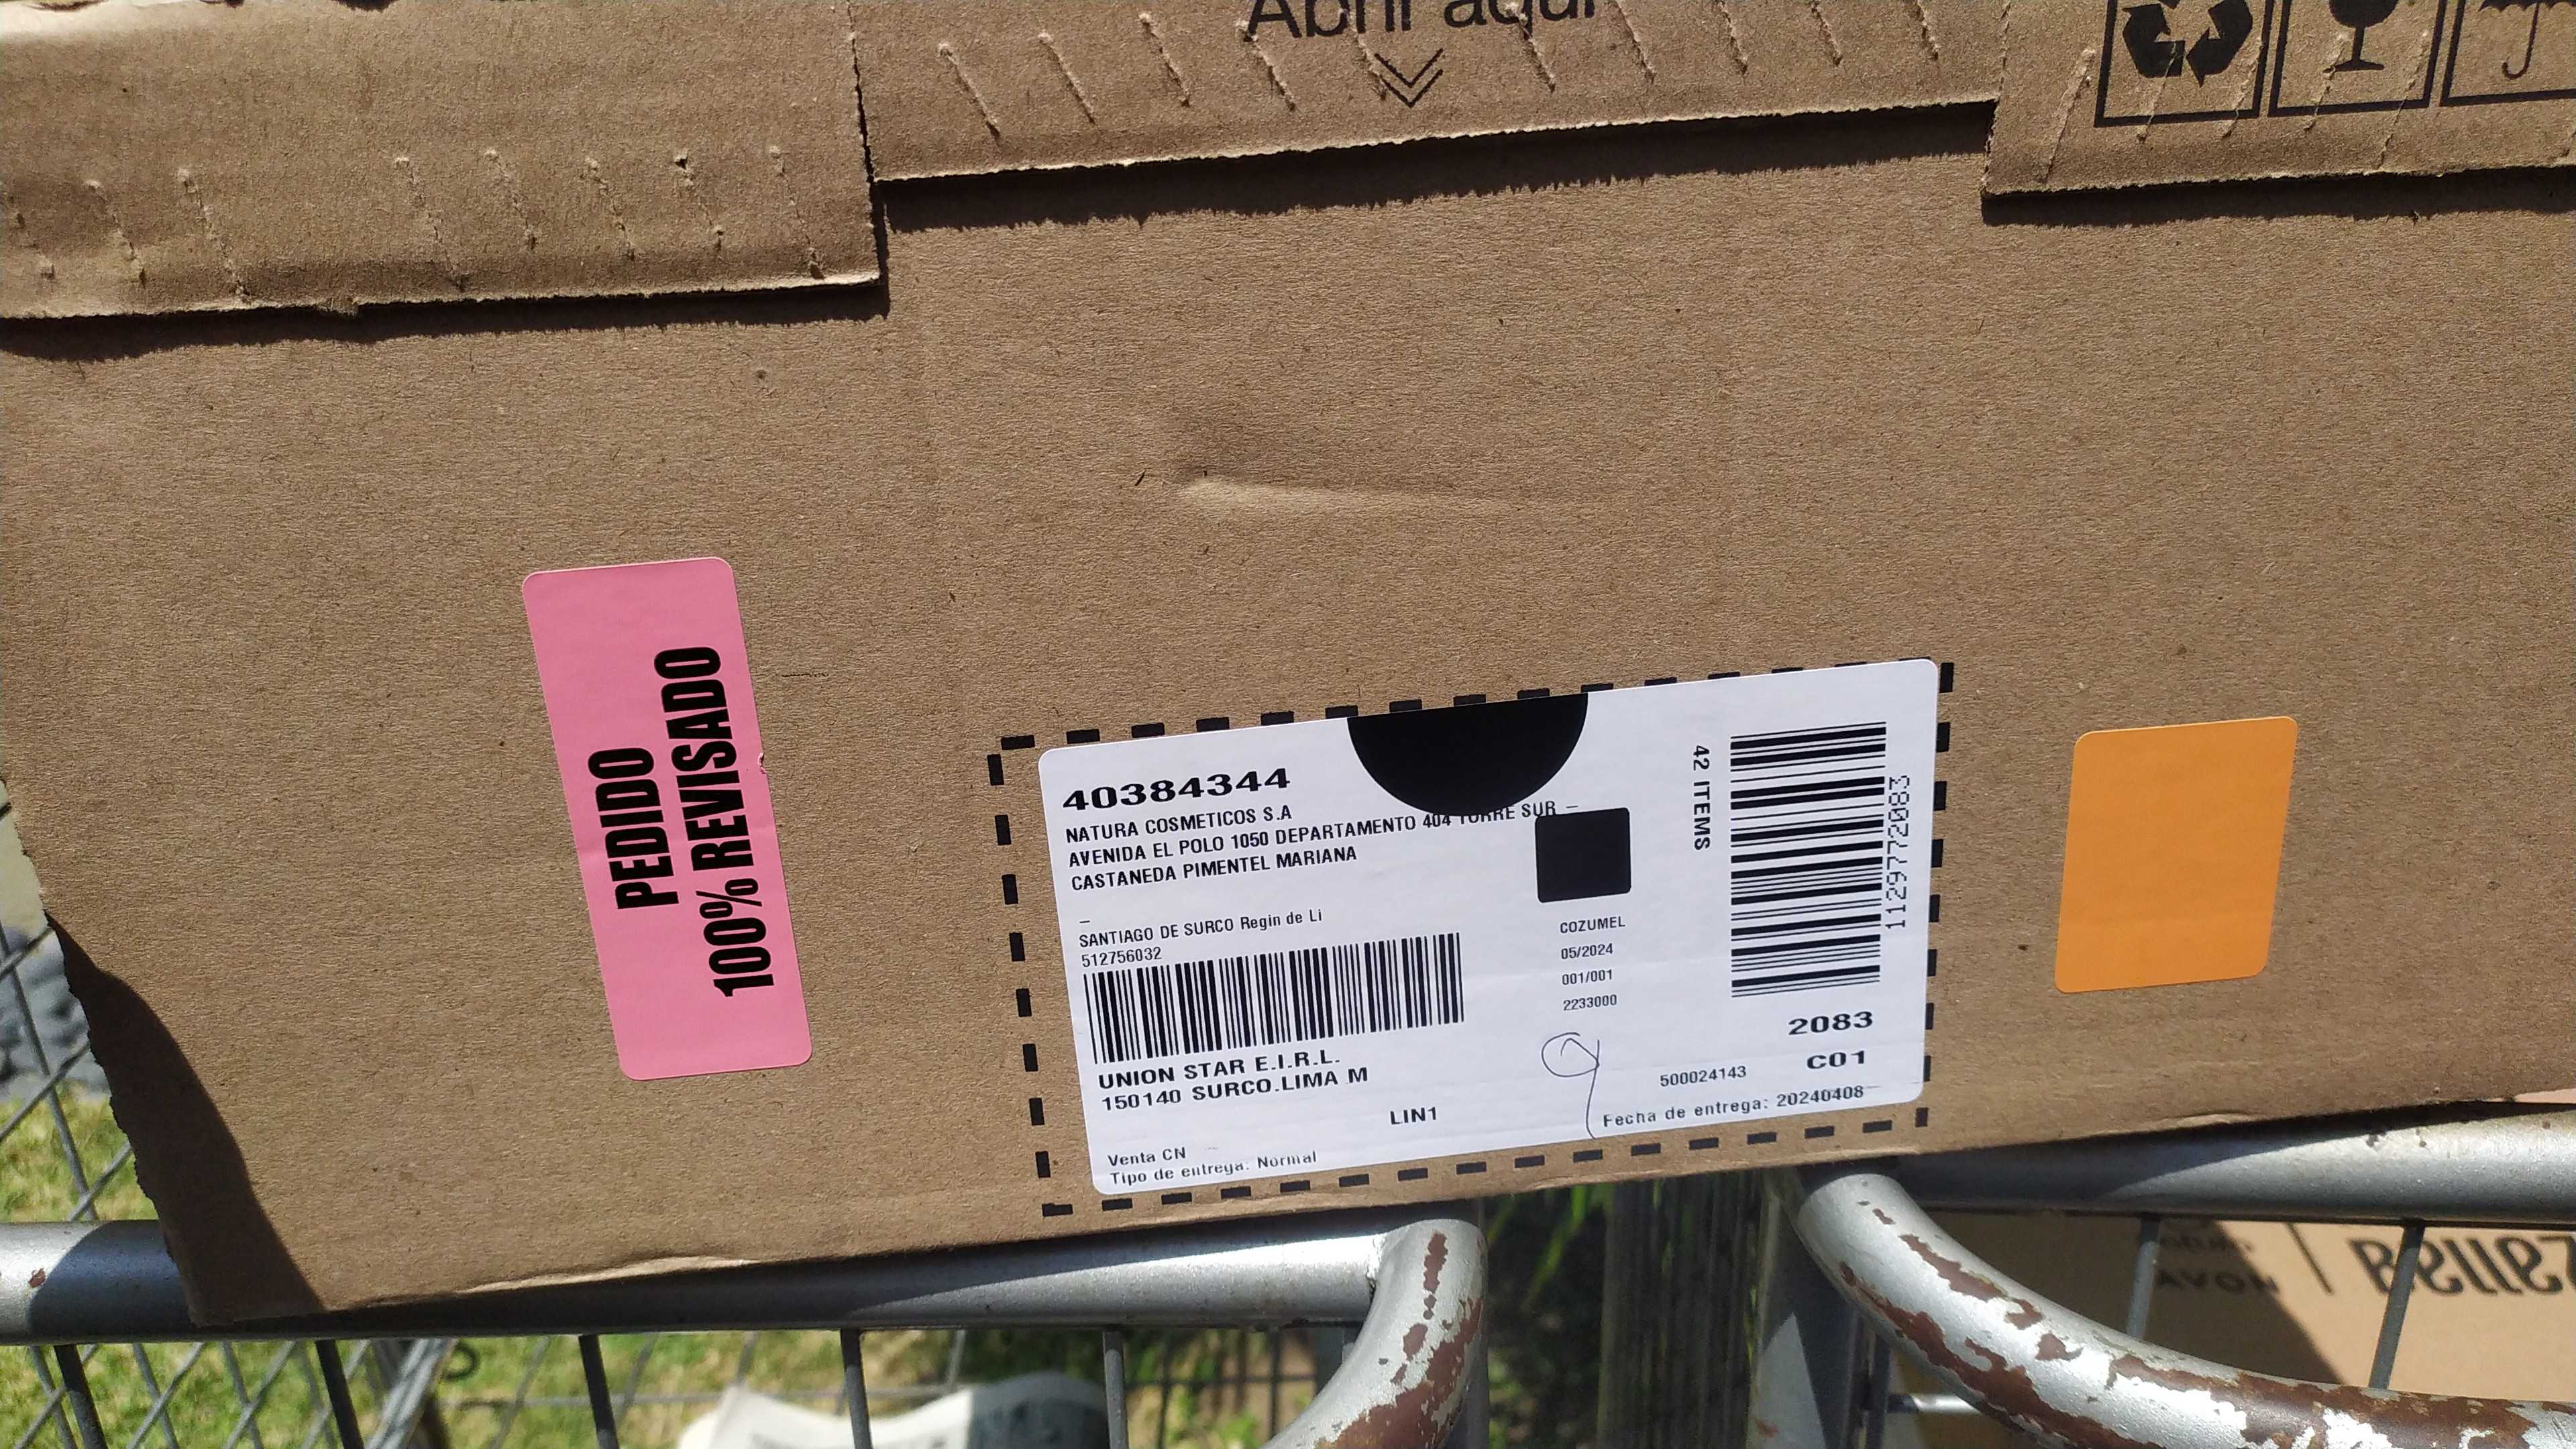 Abrir aquí
PEDIDO
100% REVISADO
40384344
NATURA COSMETICOS S.A
AVENIDA EL POLO 1050 DEPARTAMENTO 404 TORRE SUR –
CASTANEDA PIMENTEL MARIANA
–
SANTIAGO DE SURCO Regin de Li
512756032
UNION STAR E.I.R.L.
150140 SURCO.LIMA M
LIN1
Venta CN
Tipo de entrega: Normal
COZUMEL
05/2024
001/001
2233000
42 ITEMS
1129772083
2083
C01
500024143
Fecha de entrega: 20240408
AVON
Bellez